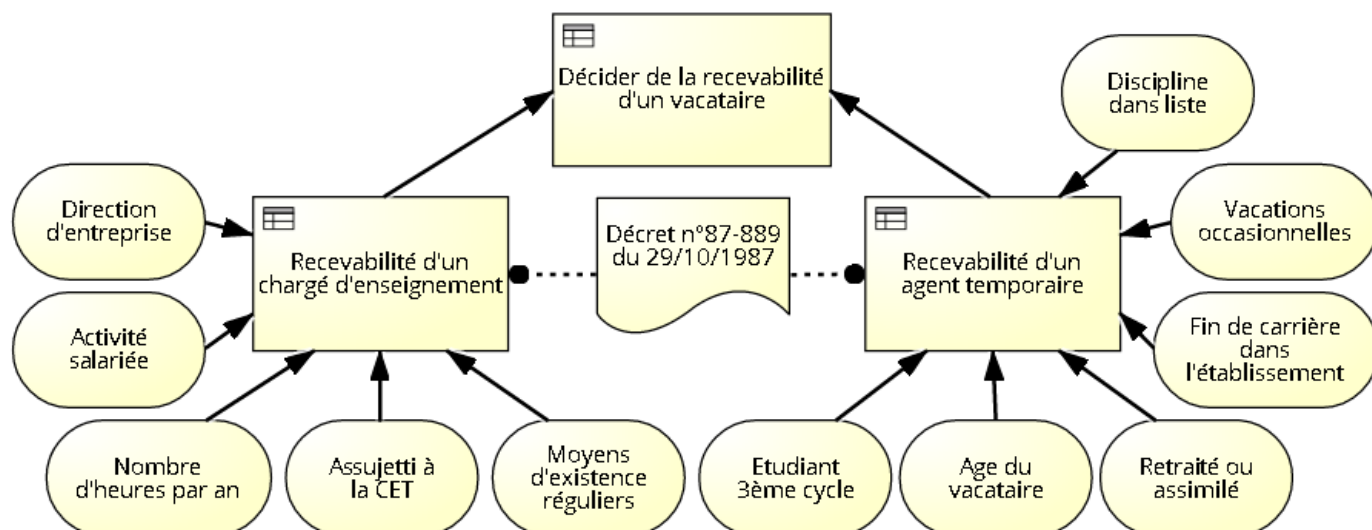 Décider de la recevabilité
d'un vacataire
Discipline
dans liste
Direction
d'entreprise
Recevabilité d'un
chargé d'enseignement
Décret n°87-889
du 29/10/1987
Recevabilité d'un
agent temporaire
Vacations
occasionnelles
Activité
salariée
Fin de carrière
dans
l'établissement
Nombre
d'heures par an
Assujetti à
la CET
Moyens
d'existence
réguliers
Etudiant
3ème cycle
Age du
vacataire
Retraité ou
assimilé